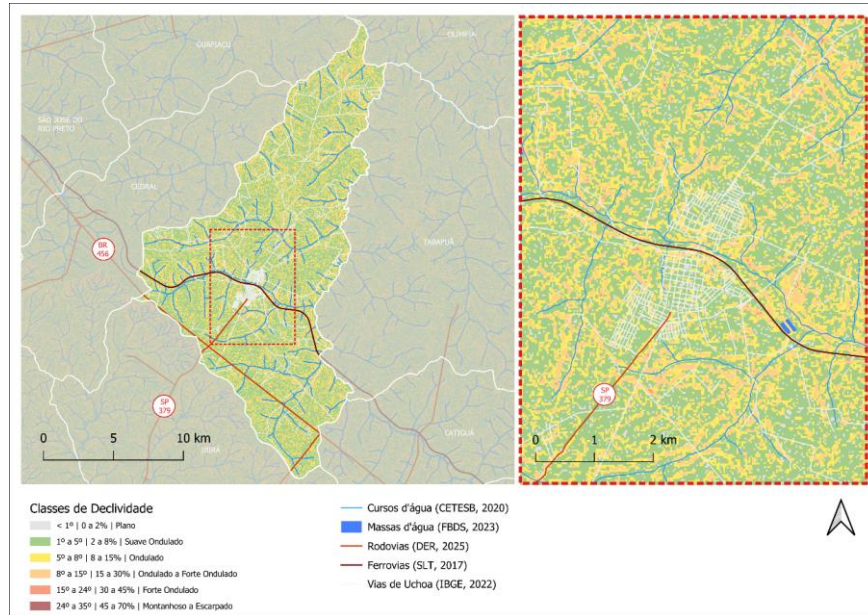 GUAPIAÇU
OLÍMPIA
SÃO JOSÉ DO
RIO PRETO
CEDRAL
TABAPUÃ
BR
456
SP
379
IBIRÁ
CATIGUÁ
0 5 10 km
SP
379
0 1 2 km
Classes de Declividade
< 1º | 0 a 2% | Plano
1º a 5º | 2 a 8% | Suave Ondulado
5º a 8º | 8 a 15% | Ondulado
8º a 15º | 15 a 30% | Ondulado a Forte Ondulado
15º a 24º | 30 a 45% | Forte Ondulado
24º a 35º | 45 a 70% | Montanhoso a Escarpado
Cursos d'água (CETESB, 2020)
Massas d'água (FBDS, 2023)
Rodovias (DER, 2025)
Ferrovias (SLT, 2017)
Vias de Uchoa (IBGE, 2022)